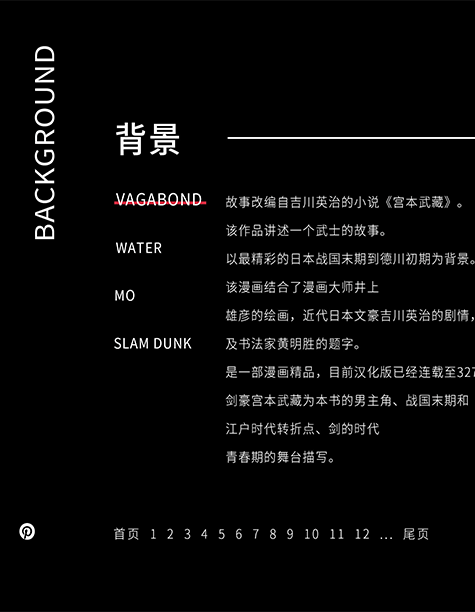 BACKGROUND
背景
VAGABOND
WATER
MO
SLAM DUNK
故事改编自吉川英治的小说《宫本武藏》。
该作品讲述一个武士的故事。
以最精彩的日本战国末期到德川初期为背景。
该漫画结合了漫画大师井上
雄彦的绘画，近代日本文豪吉川英治的剧情，
及书法家黄明胜的题字。
是一部漫画精品，目前汉化版已经连载至327
剑豪宫本武藏为本书的男主角、战国末期和
江户时代转折点、剑的时代
青春期的舞台描写。
首页 1 2 3 4 5 6 7 8 9 10 11 12 ... 尾页